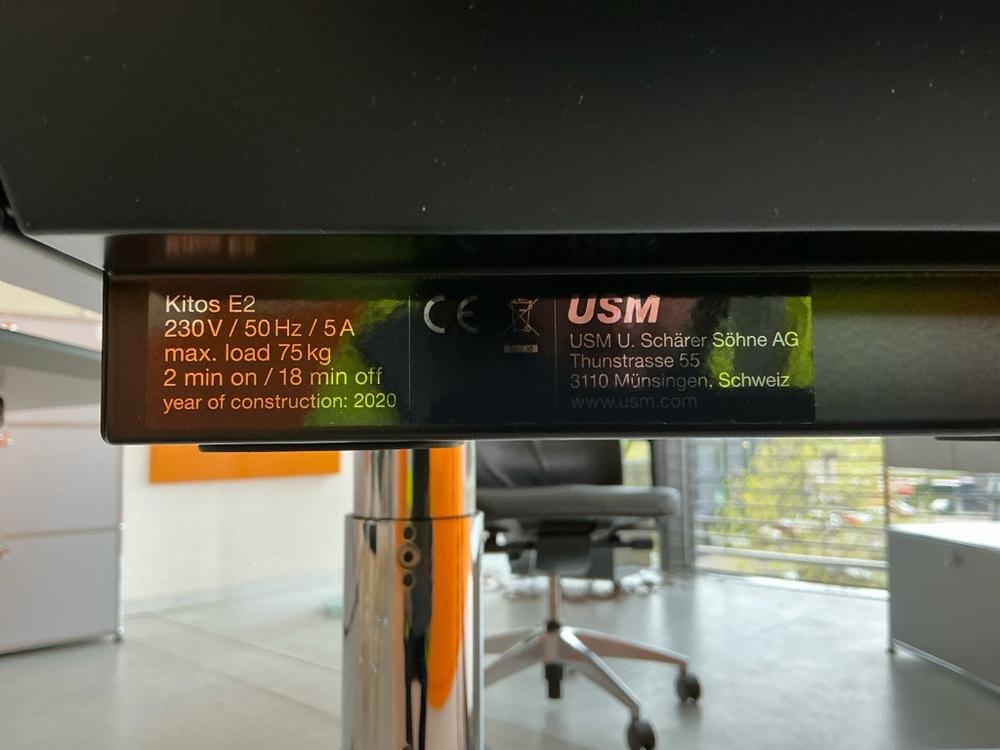 Kitos E2
230 V / 50 Hz / 5 A
max. load 75 kg
2 min on / 18 min off
year of construction: 2020
CE
USM
USM U. Schärer Söhne AG
Thunstrasse 55
3110 Münsingen, Schweiz
www.usm.com